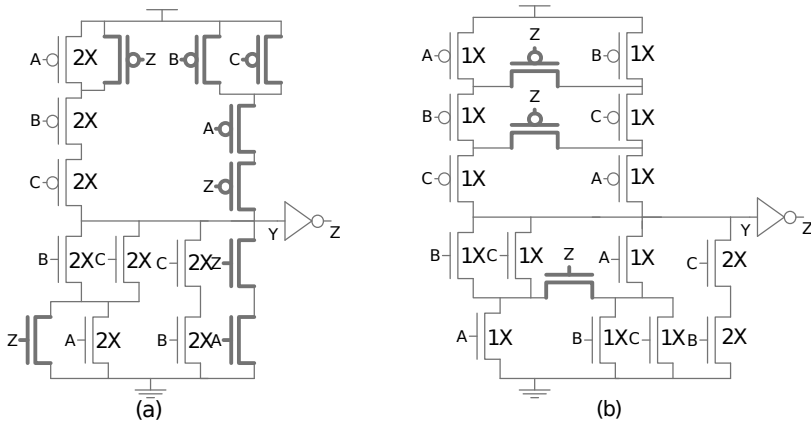 A 2X Z B C
B 2X A
C 2X Z
Y Z
B 2X C 2X C 2X Z
Z A 2X B 2X A
(a)
Z
A 1X B 1X
Z
B 1X C 1X
C 1X A 1X
Y Z
B 1X C 1X Z A 1X C 2X
A 1X B 1X C 1X B 2X
(b)